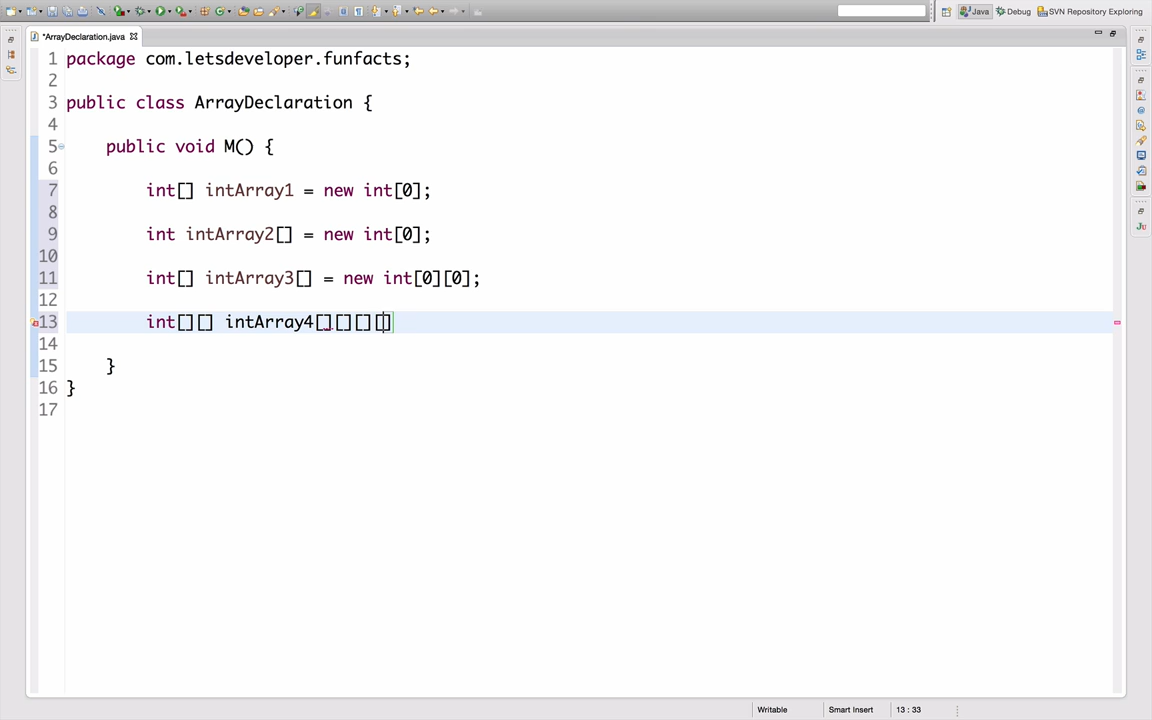 Java Debug SVN Repository Exploring
*ArrayDeclaration.java
1 package com.letsdeveloper.funfacts;
2
3 public class ArrayDeclaration {
4
5 public void M() {
6
7 int[] intArray1 = new int[0];
8
9 int intArray2[] = new int[0];
10
11 int[] intArray3[] = new int[0][0];
12
13 int[][] intArray4[][][][]
14
15 }
16 }
17
Writable Smart Insert 13 : 33